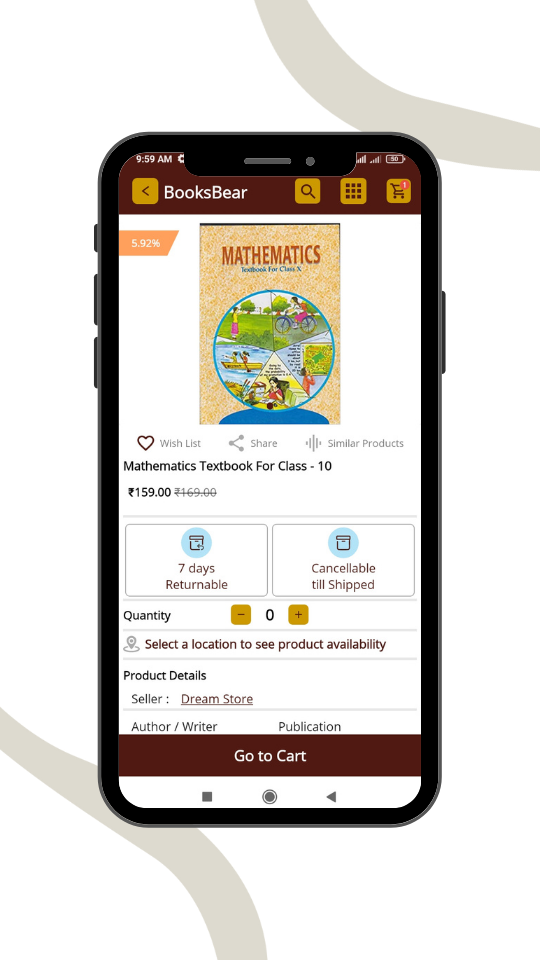 9:59 AM
50
BooksBear
1
5.92%
MATHEMATICS
Textbook For Class X
Wish List
Share
Similar Products
Mathematics Textbook For Class - 10
₹159.00 ₹169.00
7 days
Returnable
Cancellable
till Shipped
Quantity
− 0 +
Select a location to see product availability
Product Details
Seller : Dream Store
Author / Writer
Publication
Go to Cart